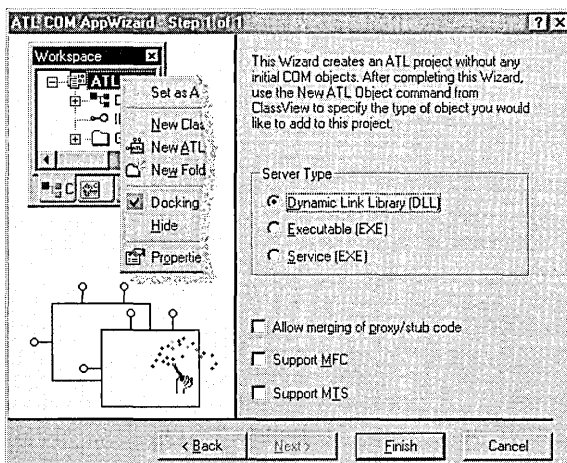 ATL COM AppWizard - Step 1 of 1
Workspace
ATL
Set as A
New Clas
New ATL
New Fold
Docking
Hide
Propertie
This Wizard creates an ATL project without any
initial COM objects. After completing this Wizard,
use the New ATL Object command from
ClassView to specify the type of object you would
like to add to this project.
Server Type
Dynamic Link Library (DLL)
Executable (EXE)
Service (EXE)
Allow merging of proxy/stub code
Support MFC
Support MTS
< Back
Next >
Finish
Cancel